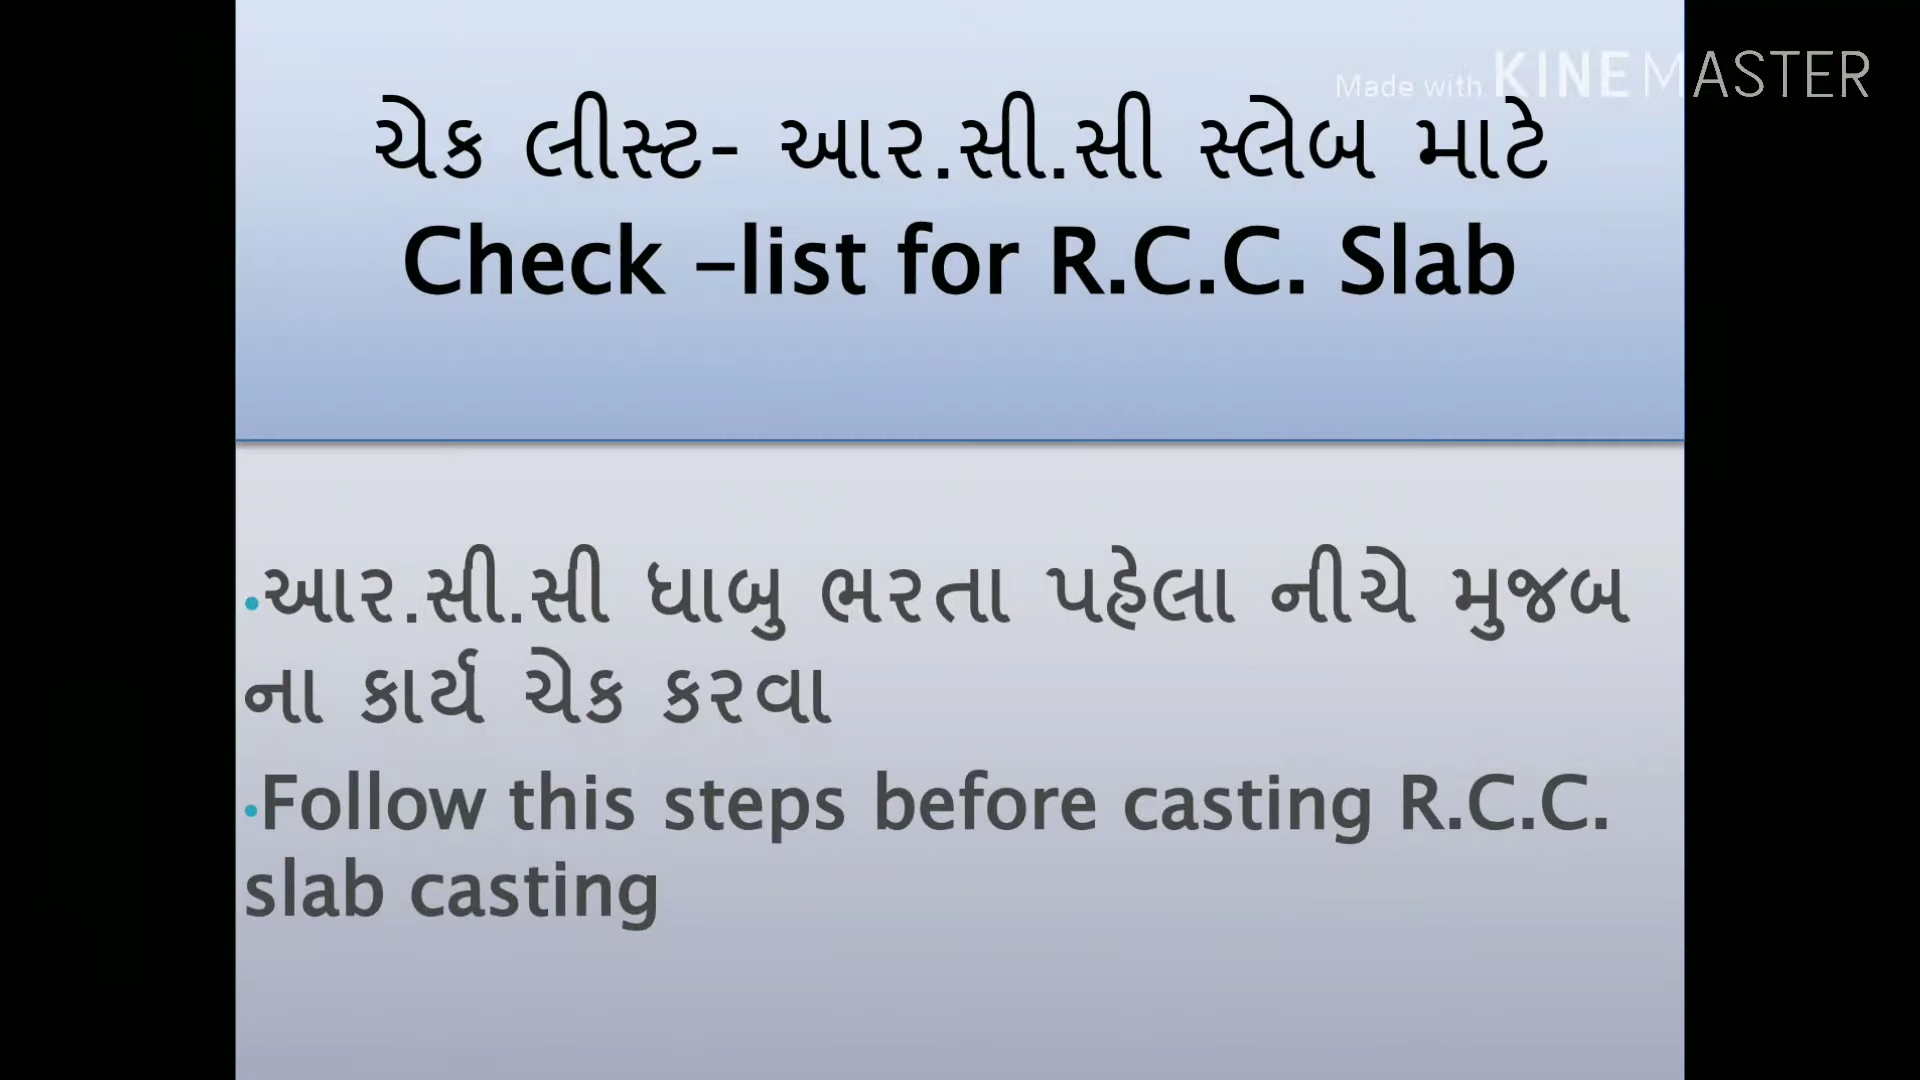 Made with KINEMASTER
ચેક લીસ્ટ- આર.સી.સી સ્લેબ માટે
Check –list for R.C.C. Slab
•આર.સી.સી ધાબુ ભરતા પહેલા નીચે મુજબ
ના કાર્ય ચેક કરવા
•Follow this steps before casting R.C.C.
slab casting